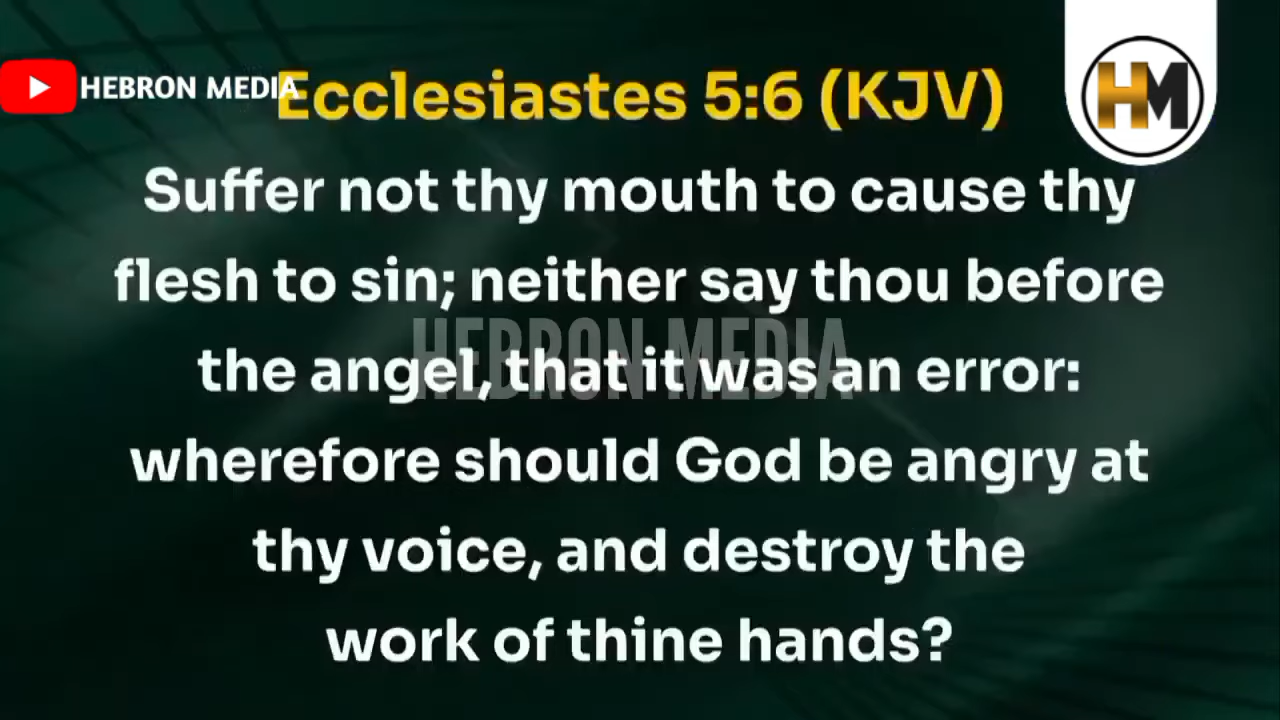 HEBRON MEDIA
Ecclesiastes 5:6 (KJV)
HM
Suffer not thy mouth to cause thy
flesh to sin; neither say thou before
the angel, that it was an error:
HEBRON MEDIA
wherefore should God be angry at
thy voice, and destroy the
work of thine hands?